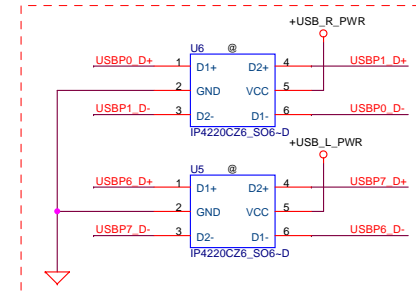 +USB_R_PWR
U6 @
USBP0_D+ 1 D1+ D2+ 4 USBP1_D+
2 GND VCC 5
USBP1_D- 3 D2- D1- 6 USBP0_D-
IP4220CZ6_SO6~D
+USB_L_PWR
U5 @
USBP6_D+ 1 D1+ D2+ 4 USBP7_D+
2 GND VCC 5
USBP7_D- 3 D2- D1- 6 USBP6_D-
IP4220CZ6_SO6~D